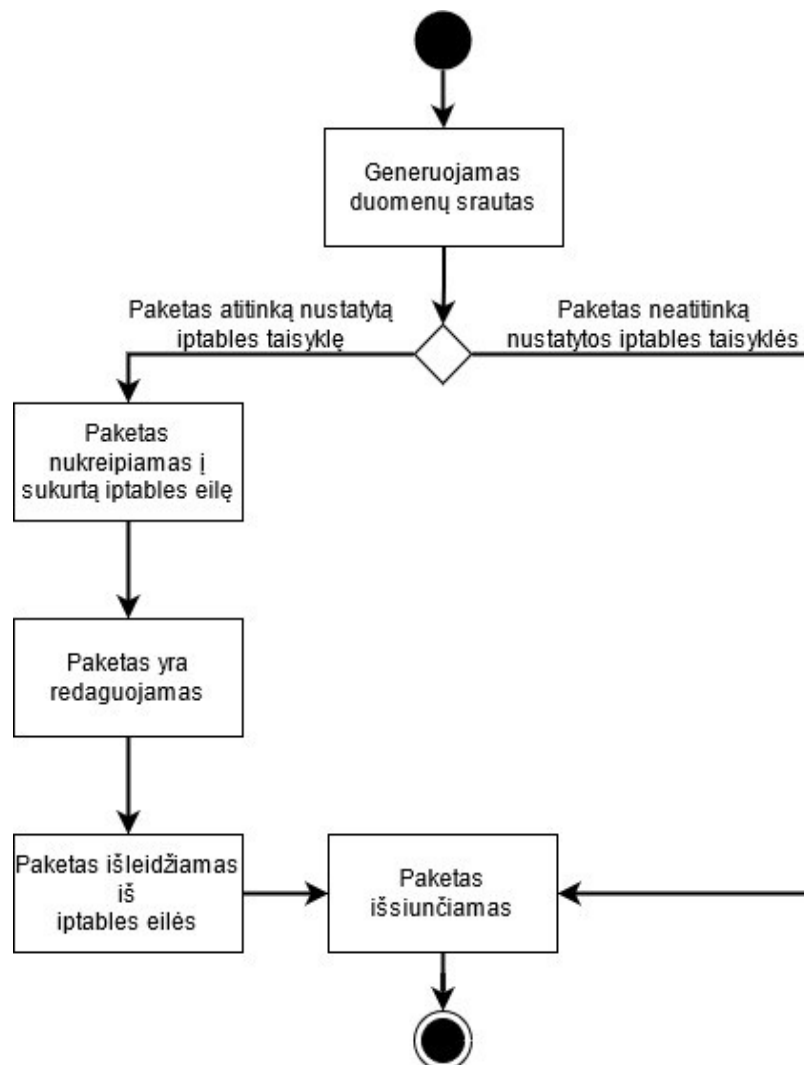 Generuojamas
duomenų srautas
Paketas atitinką nustatytą
iptables taisyklę
Paketas neatitinką
nustatytos iptables taisyklės
Paketas
nukreipiamas į
sukurtą iptables eilę
Paketas yra
redaguojamas
Paketas išleidžiamas
iš
iptables eilės
Paketas
išsiunčiamas